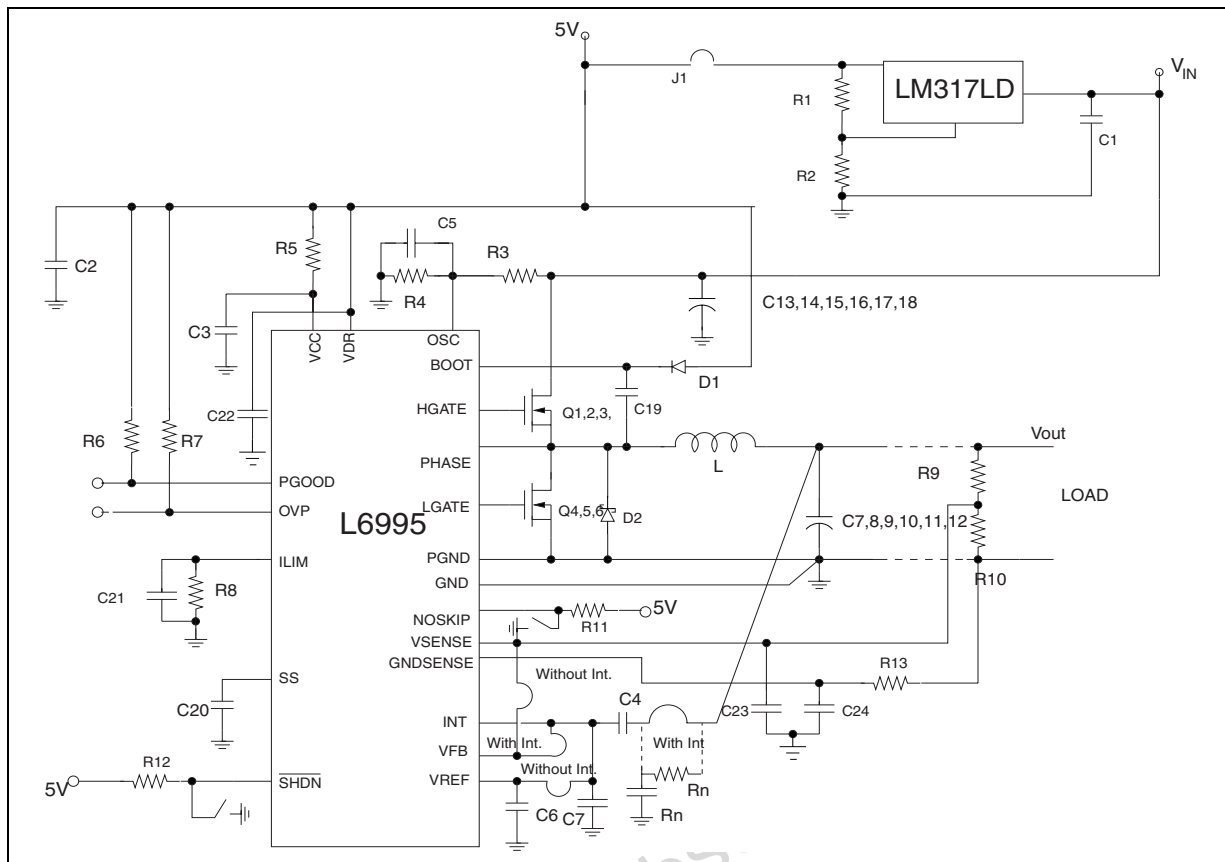 5V
J1
R1
LM317LD
VIN
C1
R2
C2
R5
C5
R3
R4
C13,14,15,16,17,18
C3
VCC
VDR
OSC
BOOT
D1
C22
HGATE
Q1,2,3,
C19
R6
R7
PHASE
L
Vout
R9
PGOOD
LGATE
Q4,5,6
D2
C7,8,9,10,11,12
LOAD
OVP
L6995
ILIM
PGND
R10
C21
R8
GND
NOSKIP
R11
5V
VSENSE
GNDSENSE
R13
SS
Without Int.
C20
C4
C23
C24
INT
With Int.
With Int
VFB
Without Int.
R12
5V
SHDN
VREF
Rn
C6
C7
Rn